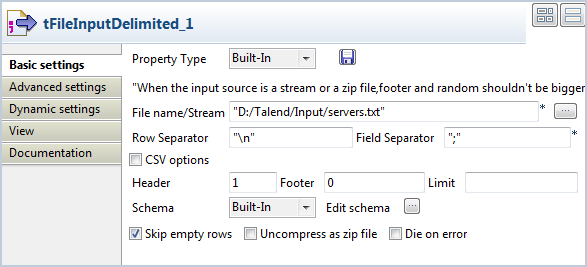 tFileInputDelimited_1
Basic settings
Advanced settings
Dynamic settings
View
Documentation
Property Type Built-In
"When the input source is a stream or a zip file,footer and random shouldn't be bigger
File name/Stream "D:/Talend/Input/servers.txt" * ...
Row Separator "\n" Field Separator ";" *
CSV options
Header 1 Footer 0 Limit
Schema Built-In Edit schema ...
Skip empty rows Uncompress as zip file Die on error